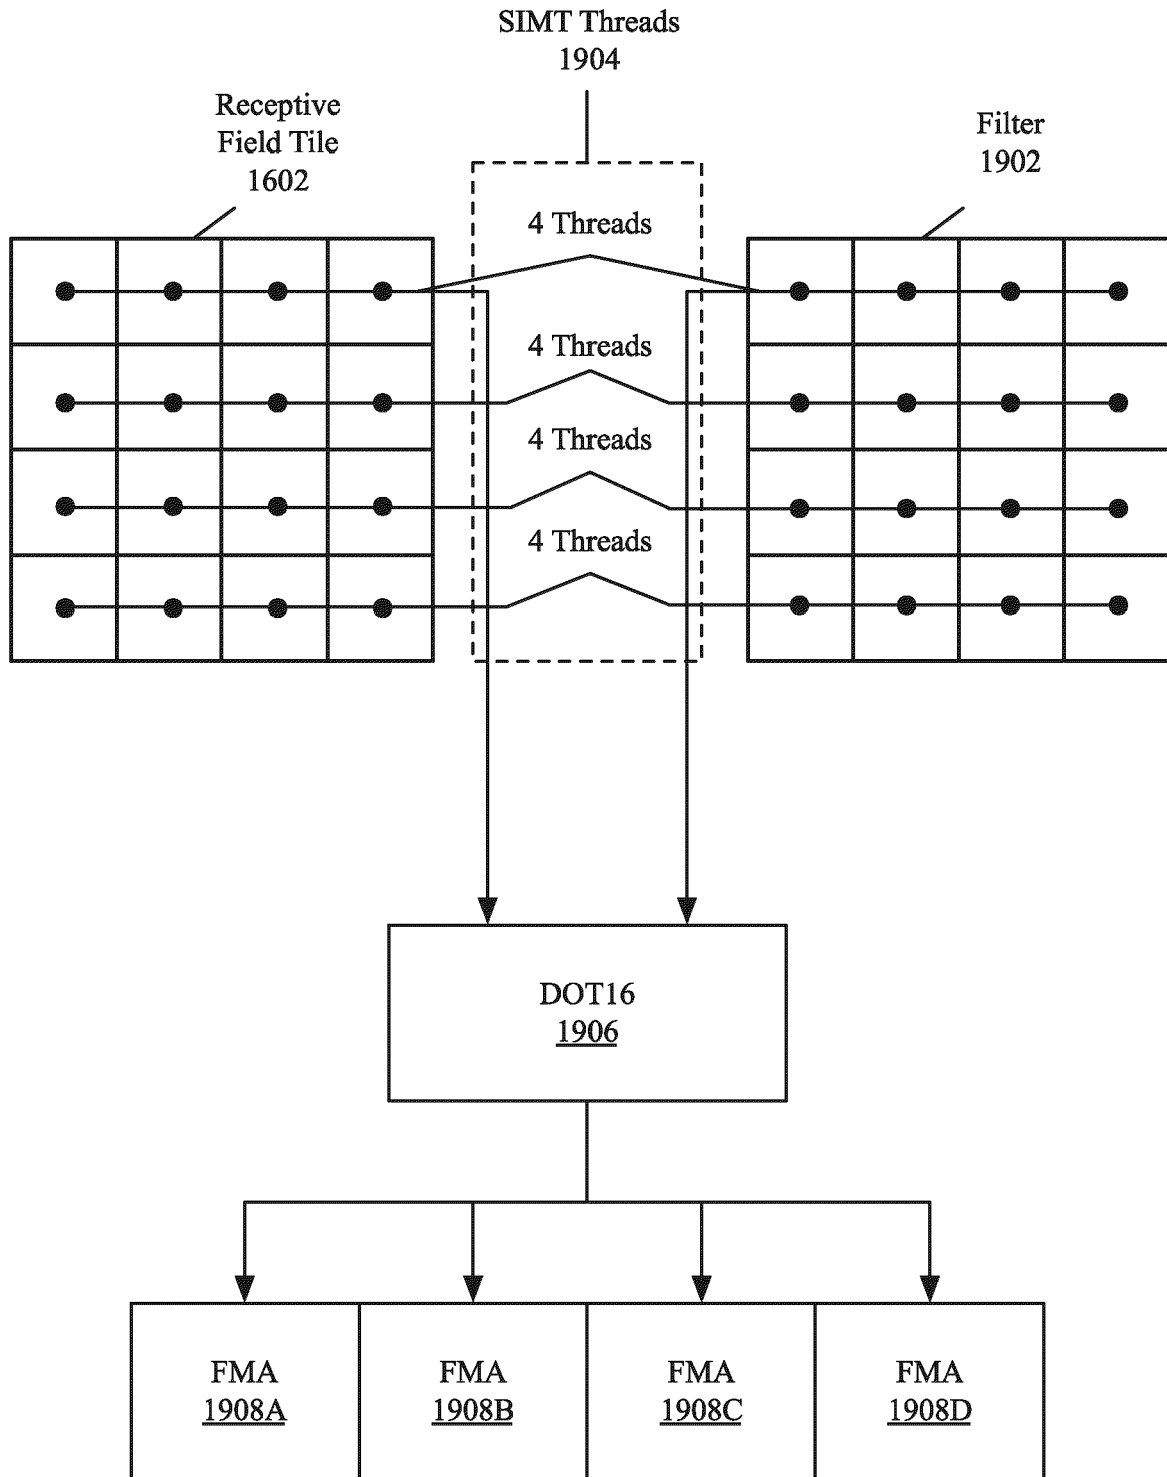 SIMT Threads
1904
Receptive
Field Tile
1602
Filter
1902
4 Threads
4 Threads
4 Threads
4 Threads
DOT16
1906
FMA
1908A
FMA
1908B
FMA
1908C
FMA
1908D